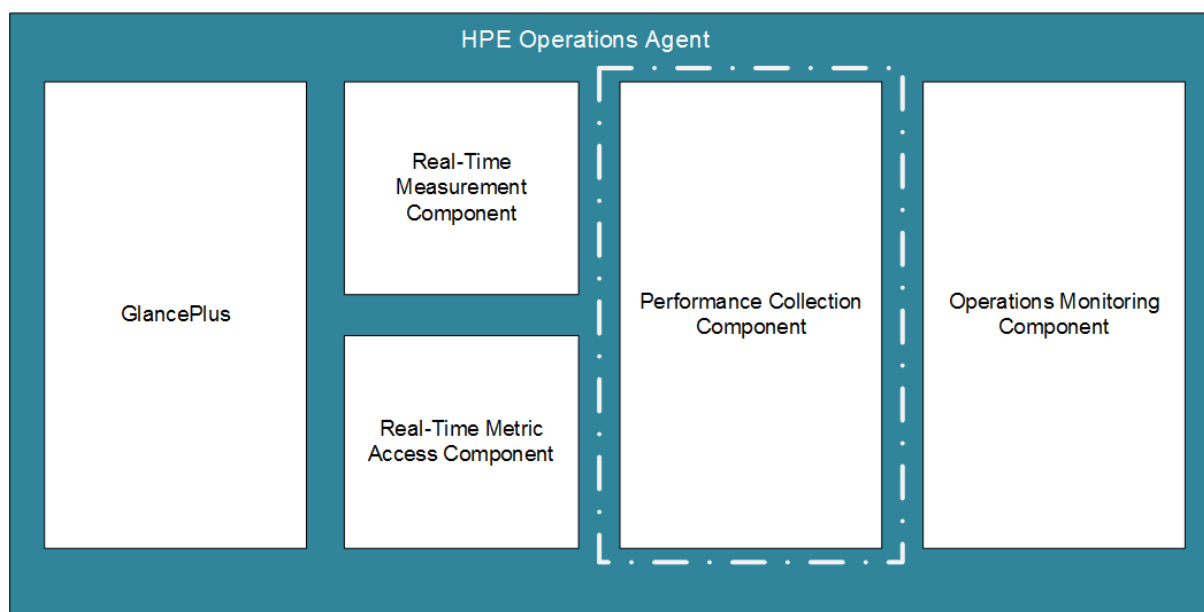 HPE Operations Agent
GlancePlus
Real-Time
Measurement
Component
Real-Time Metric
Access Component
Performance Collection
Component
Operations Monitoring
Component